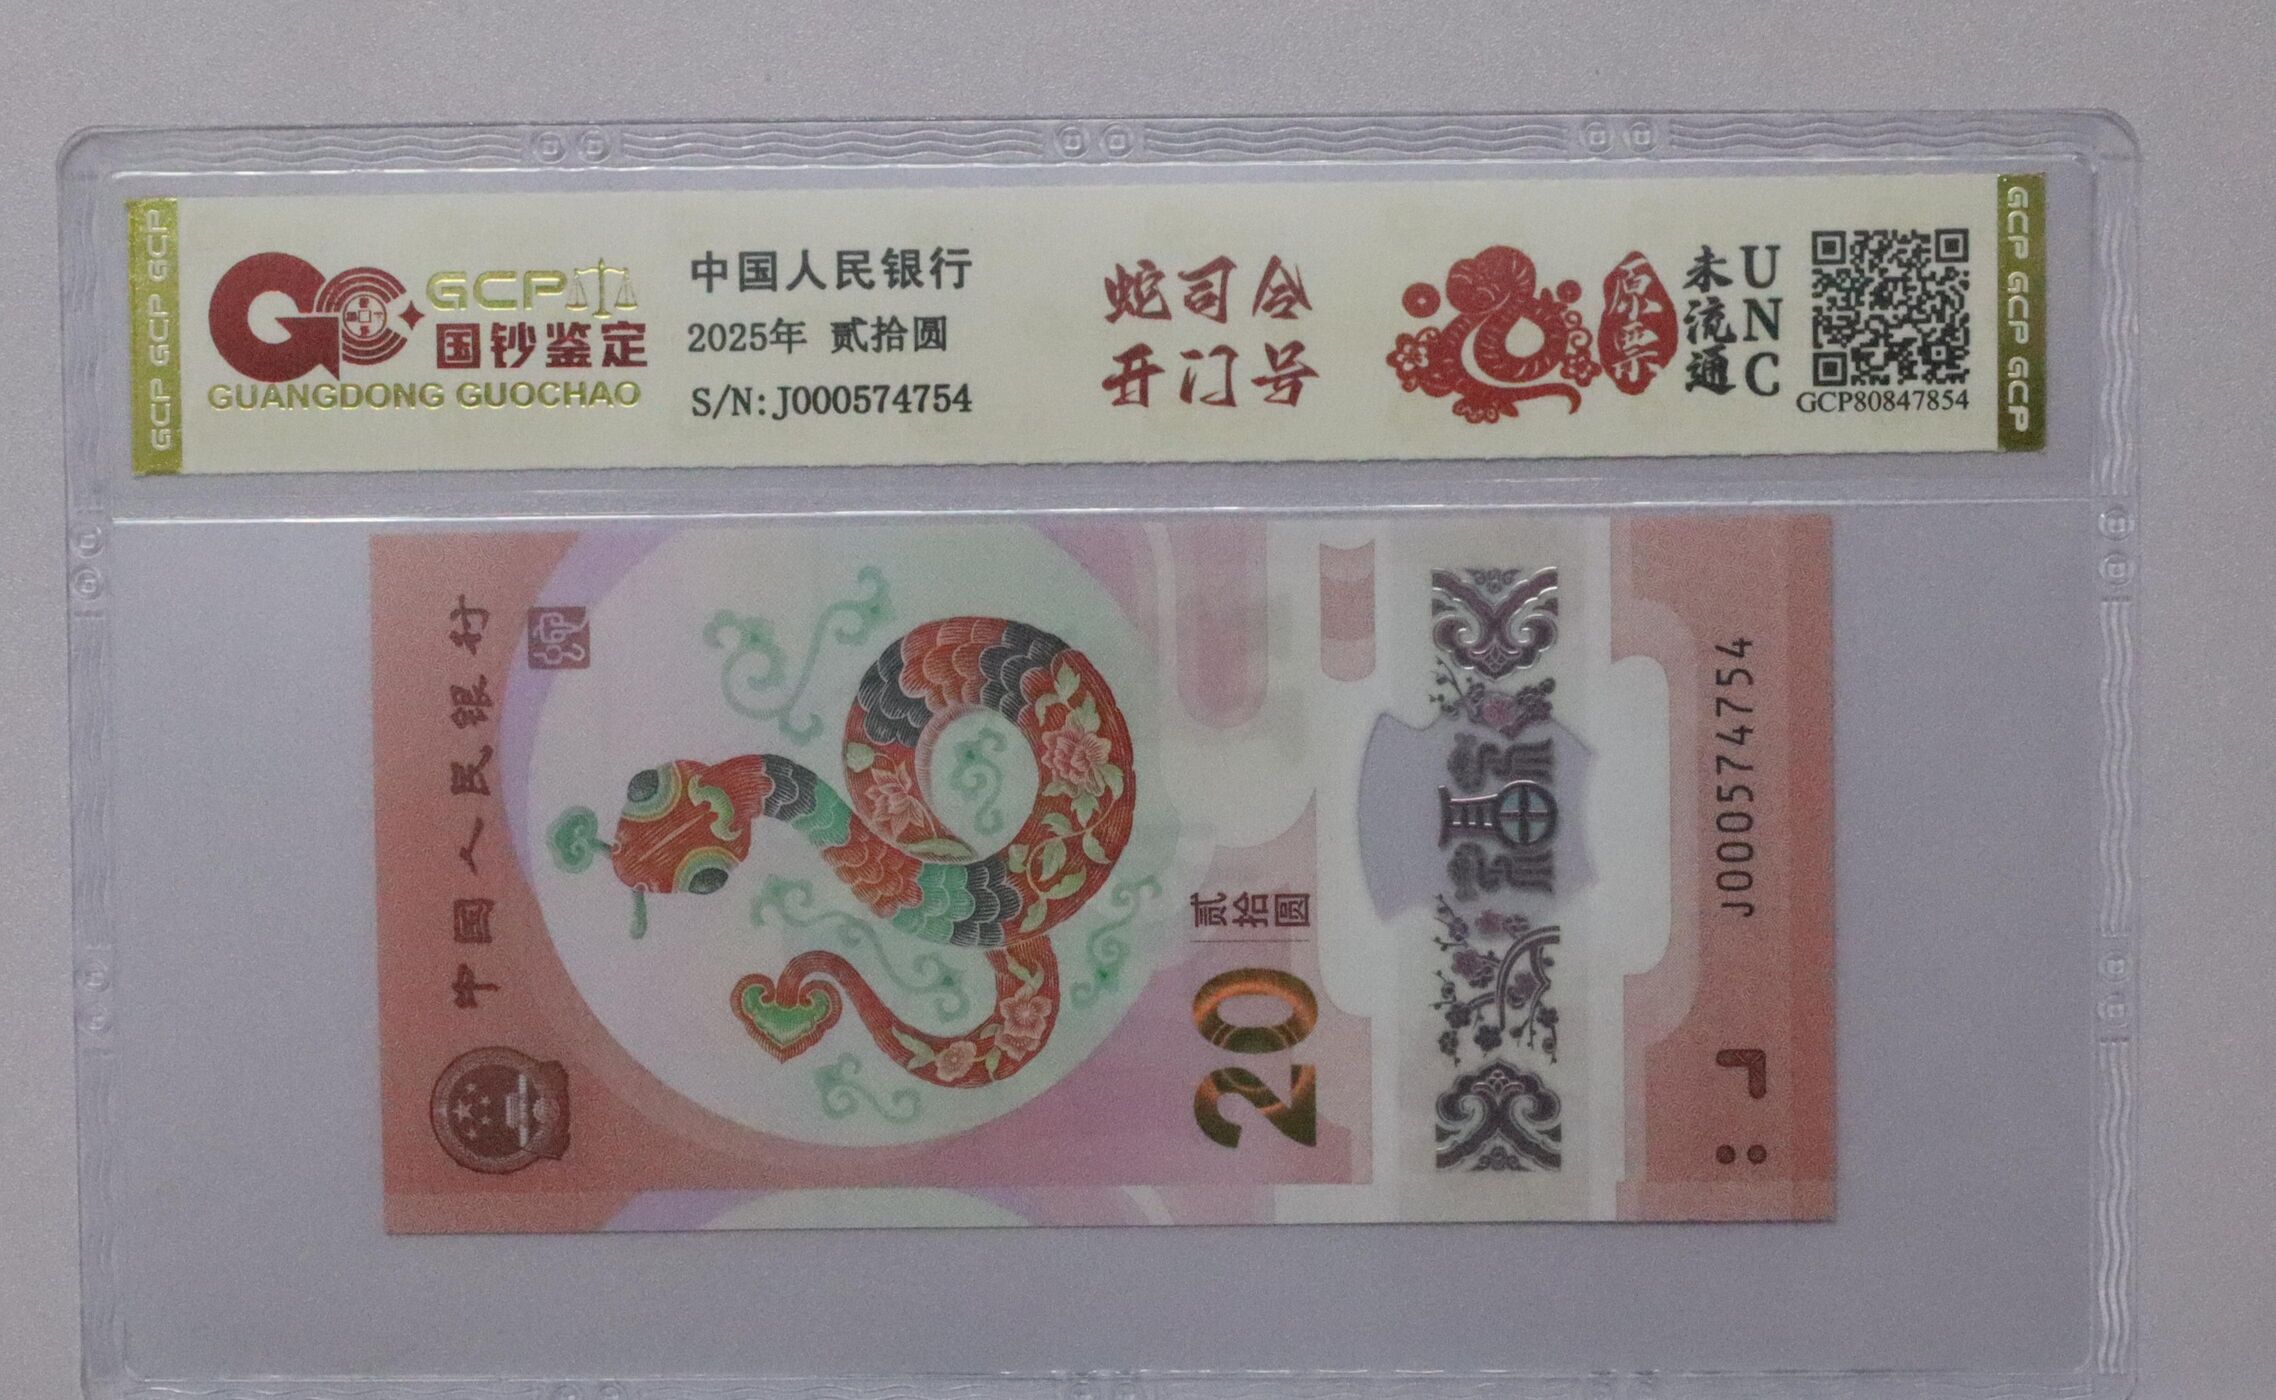 GCP GCP GCP
GCP
国钞鉴定
GUANGDONG GUOCHAO
中国人民银行
2025年 贰拾圆
S/N:J000574754
蛇司令
开门号
原票
未流通
UNC
GCP80847854
GCP GCP GCP
中国人民银行
贰拾圆
20
福
J000574754